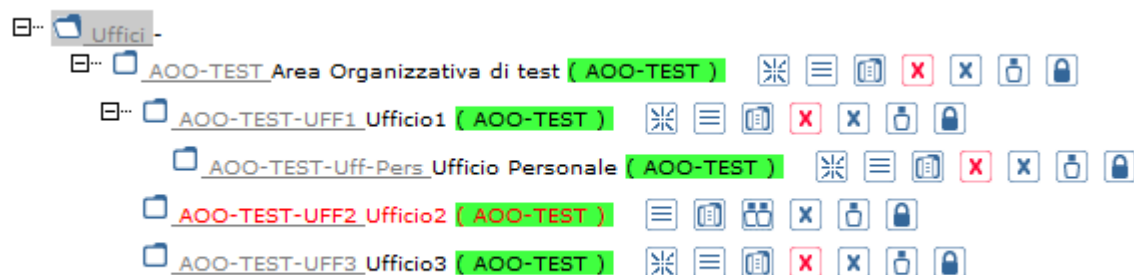 Uffici -
AOO-TEST Area Organizzativa di test ( AOO-TEST )
AOO-TEST-UFF1 Ufficio1 ( AOO-TEST )
AOO-TEST-Uff-Pers Ufficio Personale ( AOO-TEST )
AOO-TEST-UFF2 Ufficio2 ( AOO-TEST )
AOO-TEST-UFF3 Ufficio3 ( AOO-TEST )